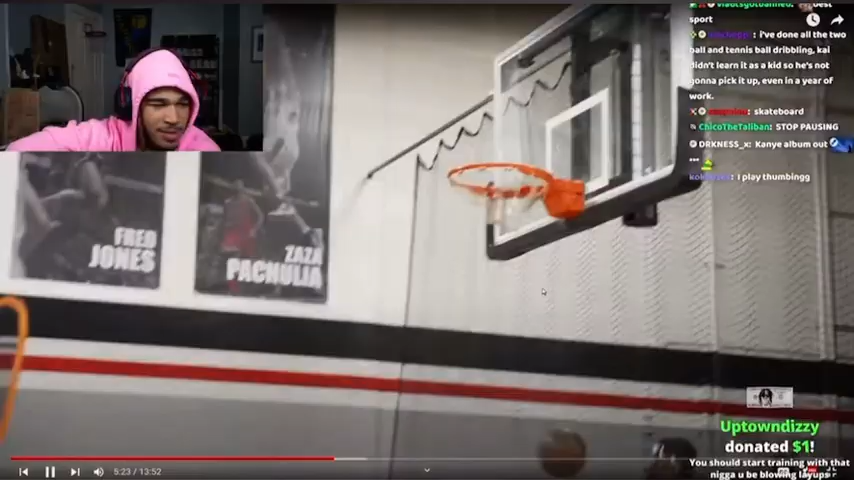 sport
: i've done all the two
ball and tennis ball dribbling, kai
didn't learn it as a kid so he's not
gonna pick it up, even in a year of
work.
: skateboard
ChicoTheTaliban: STOP PAUSING
DRKNESS_x: Kanye album out
: I play thumbingg
FRED
JONES
ZAZA
PACHULIA
Uptowndizzy
donated $1!
You should start training with that
nigga u be blowing layups
5:23 / 13:52